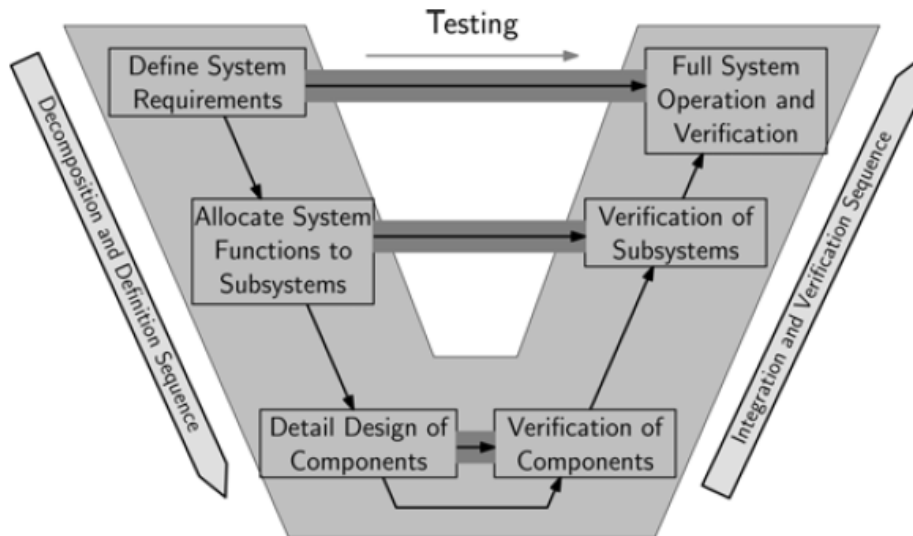 Testing
Define System
Requirements
Full System
Operation and
Verification
Decomposition and Definition Sequence
Allocate System
Functions to
Subsystems
Verification of
Subsystems
Integration and Verification Sequence
Detail Design of
Components
Verification of
Components